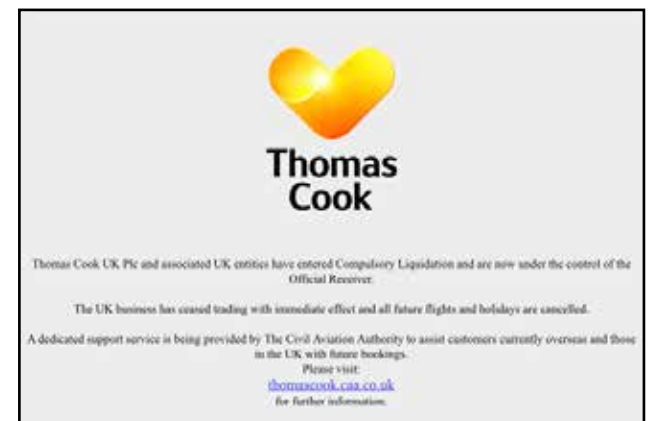 Thomas
Cook
Thomas Cook UK Plc and associated UK entities have entered Compulsory Liquidation and are now under the control of the
Official Receiver.
The UK business has ceased trading with immediate effect and all future flights and holidays are cancelled.
A dedicated support service is being provided by The Civil Aviation Authority to assist customers currently overseas and those
in the UK with future bookings.
Please visit:
thomascook.caa.co.uk
for further information.